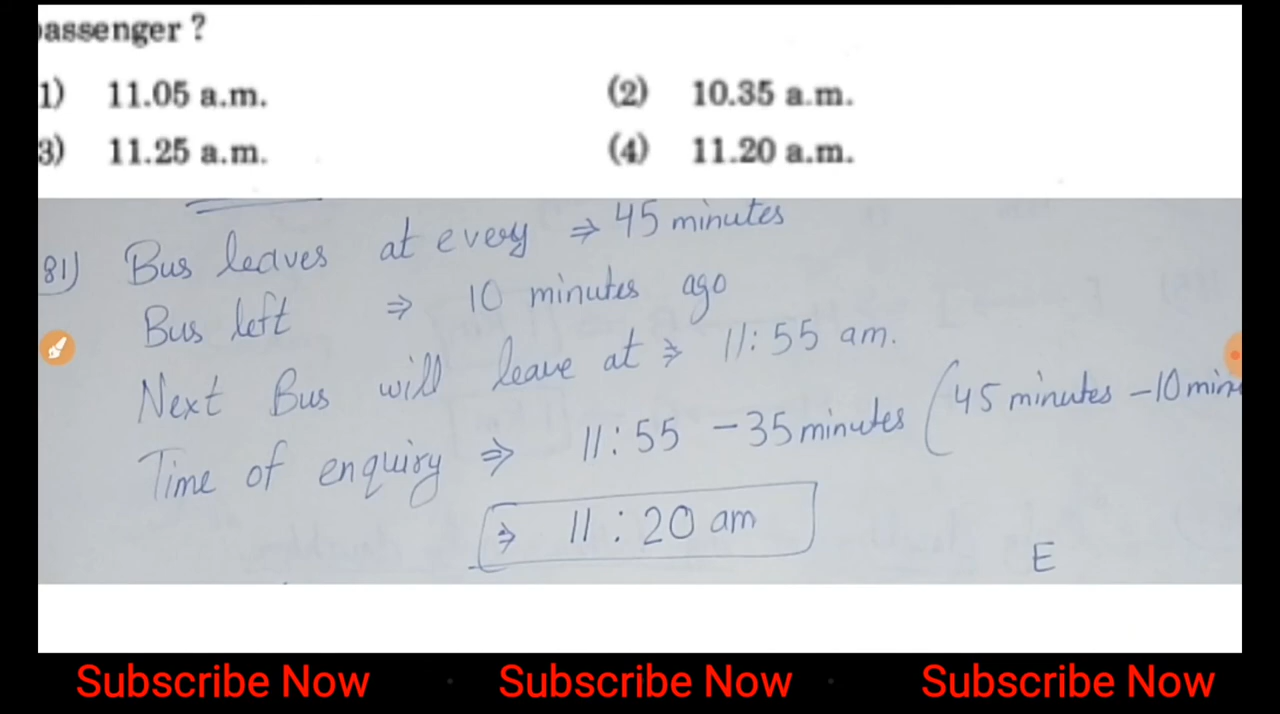 passenger ?
1) 11.05 a.m. (2) 10.35 a.m.
3) 11.25 a.m. (4) 11.20 a.m.
81) Bus leaves at every ⇒ 45 minutes
Bus left ⇒ 10 minutes ago
Next Bus will leave at ⇒ 11:55 am.
Time of enquiry ⇒ 11:55 - 35 minutes (45 minutes - 10 min
⇒ 11:20 am
E
Subscribe Now Subscribe Now Subscribe Now